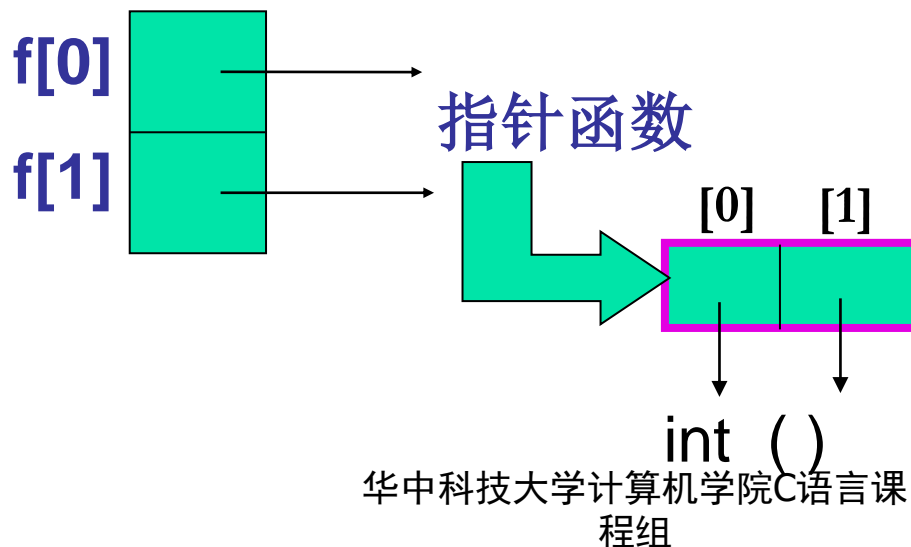 f[0]
指针函数
f[1]
[0] [1]
int ( )
华中科技大学计算机学院C语言课
程组